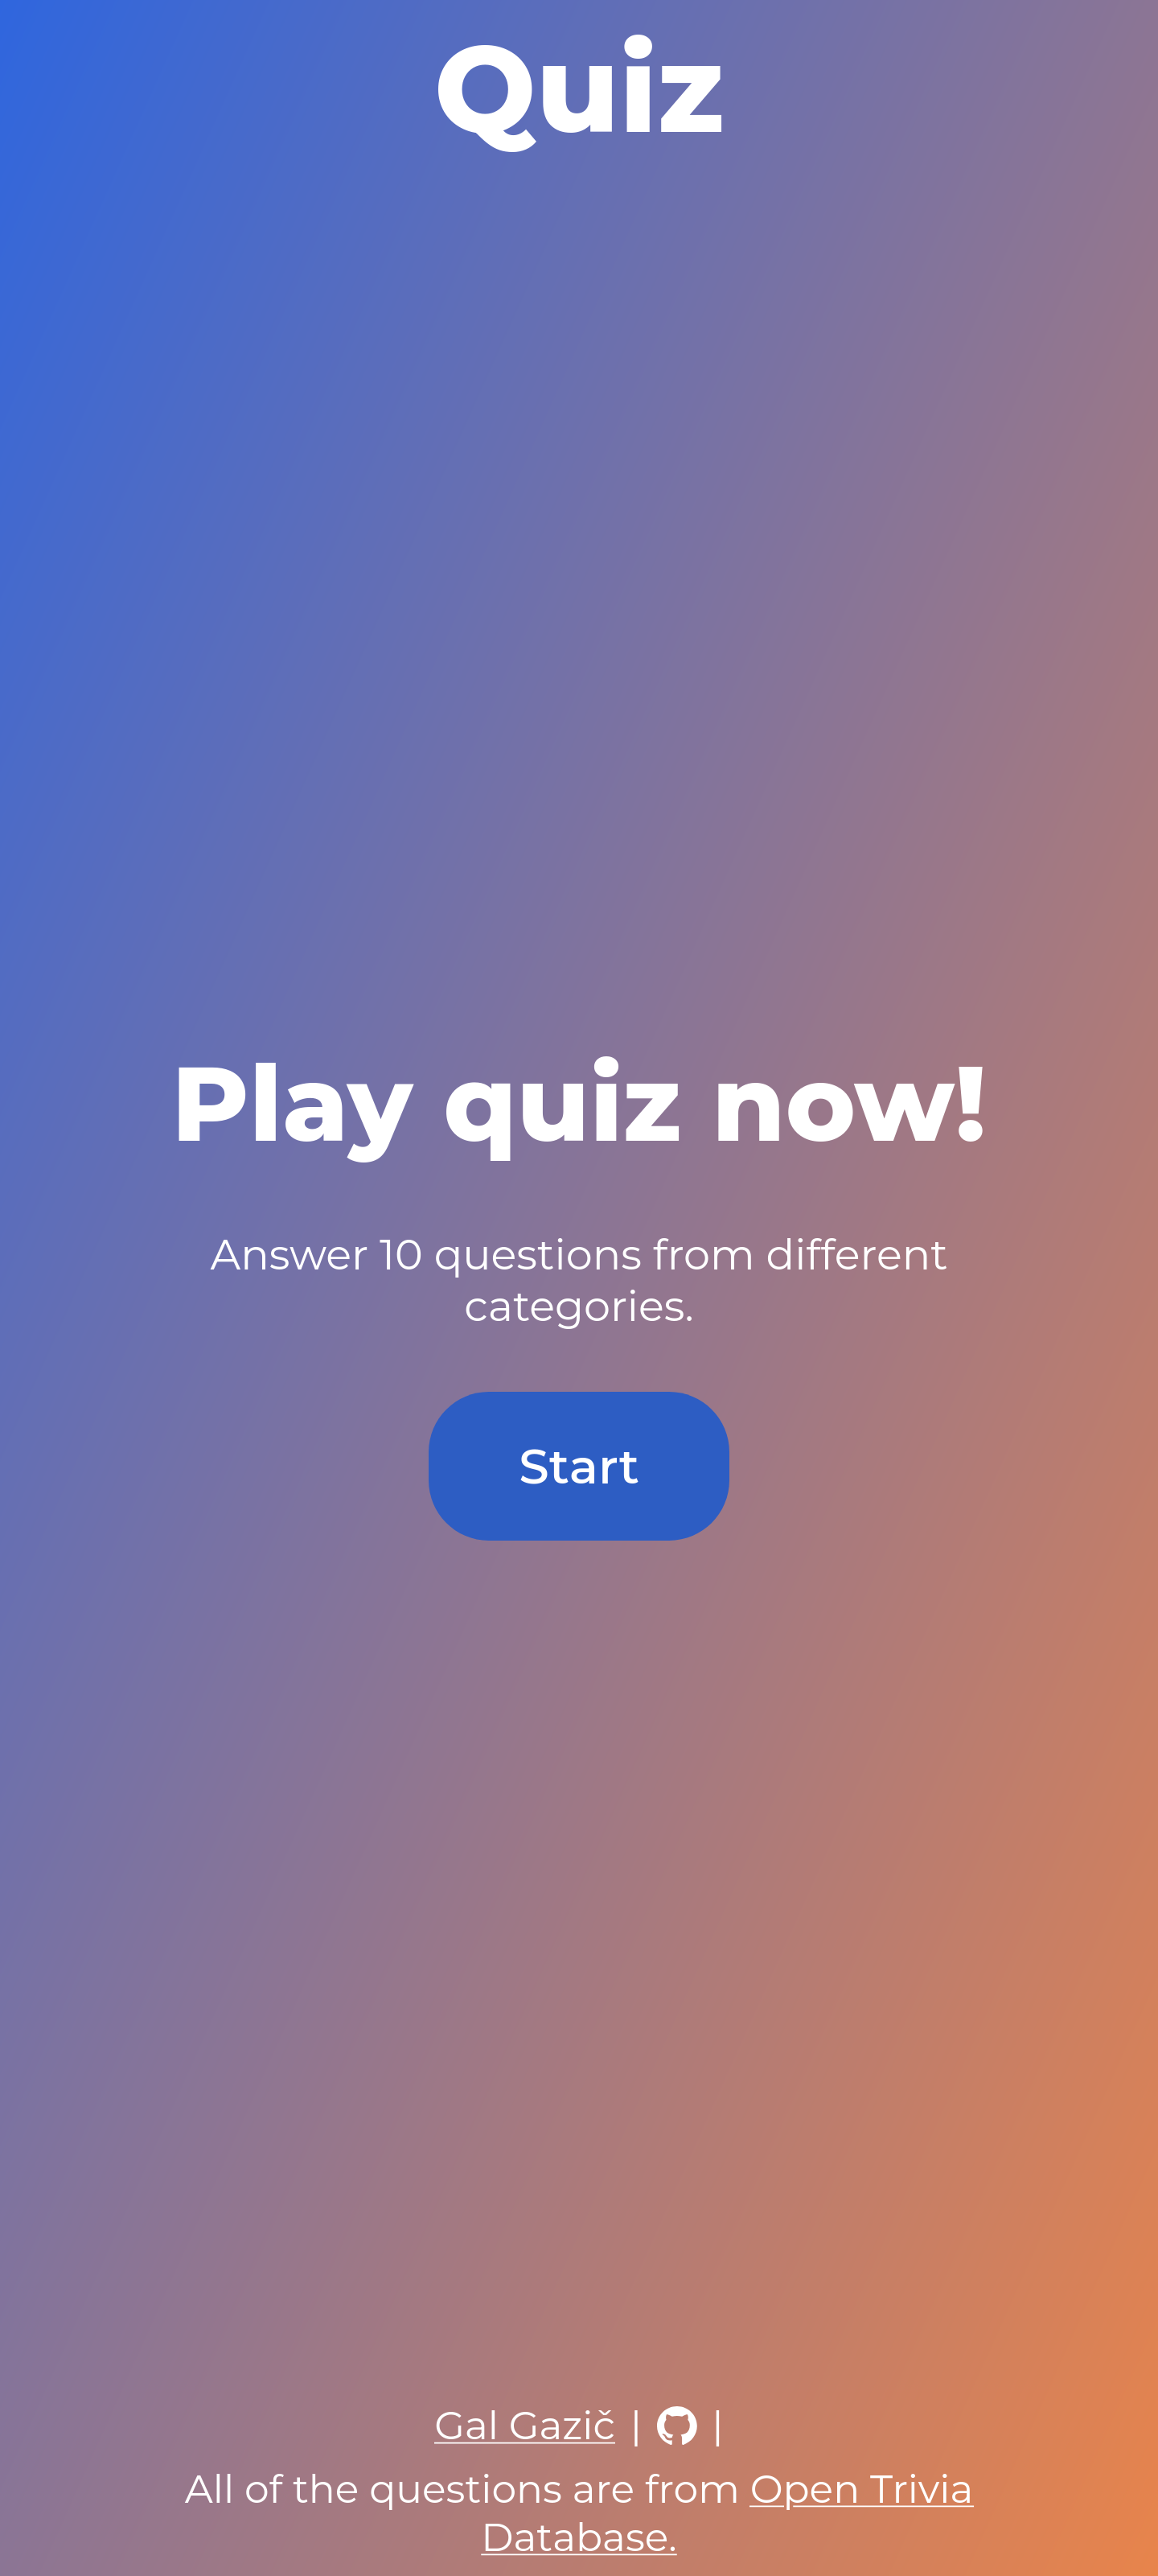 Quiz
Play quiz now!
Answer 10 questions from different
categories.
Start
Gal Gazič | |
All of the questions are from Open Trivia
Database.